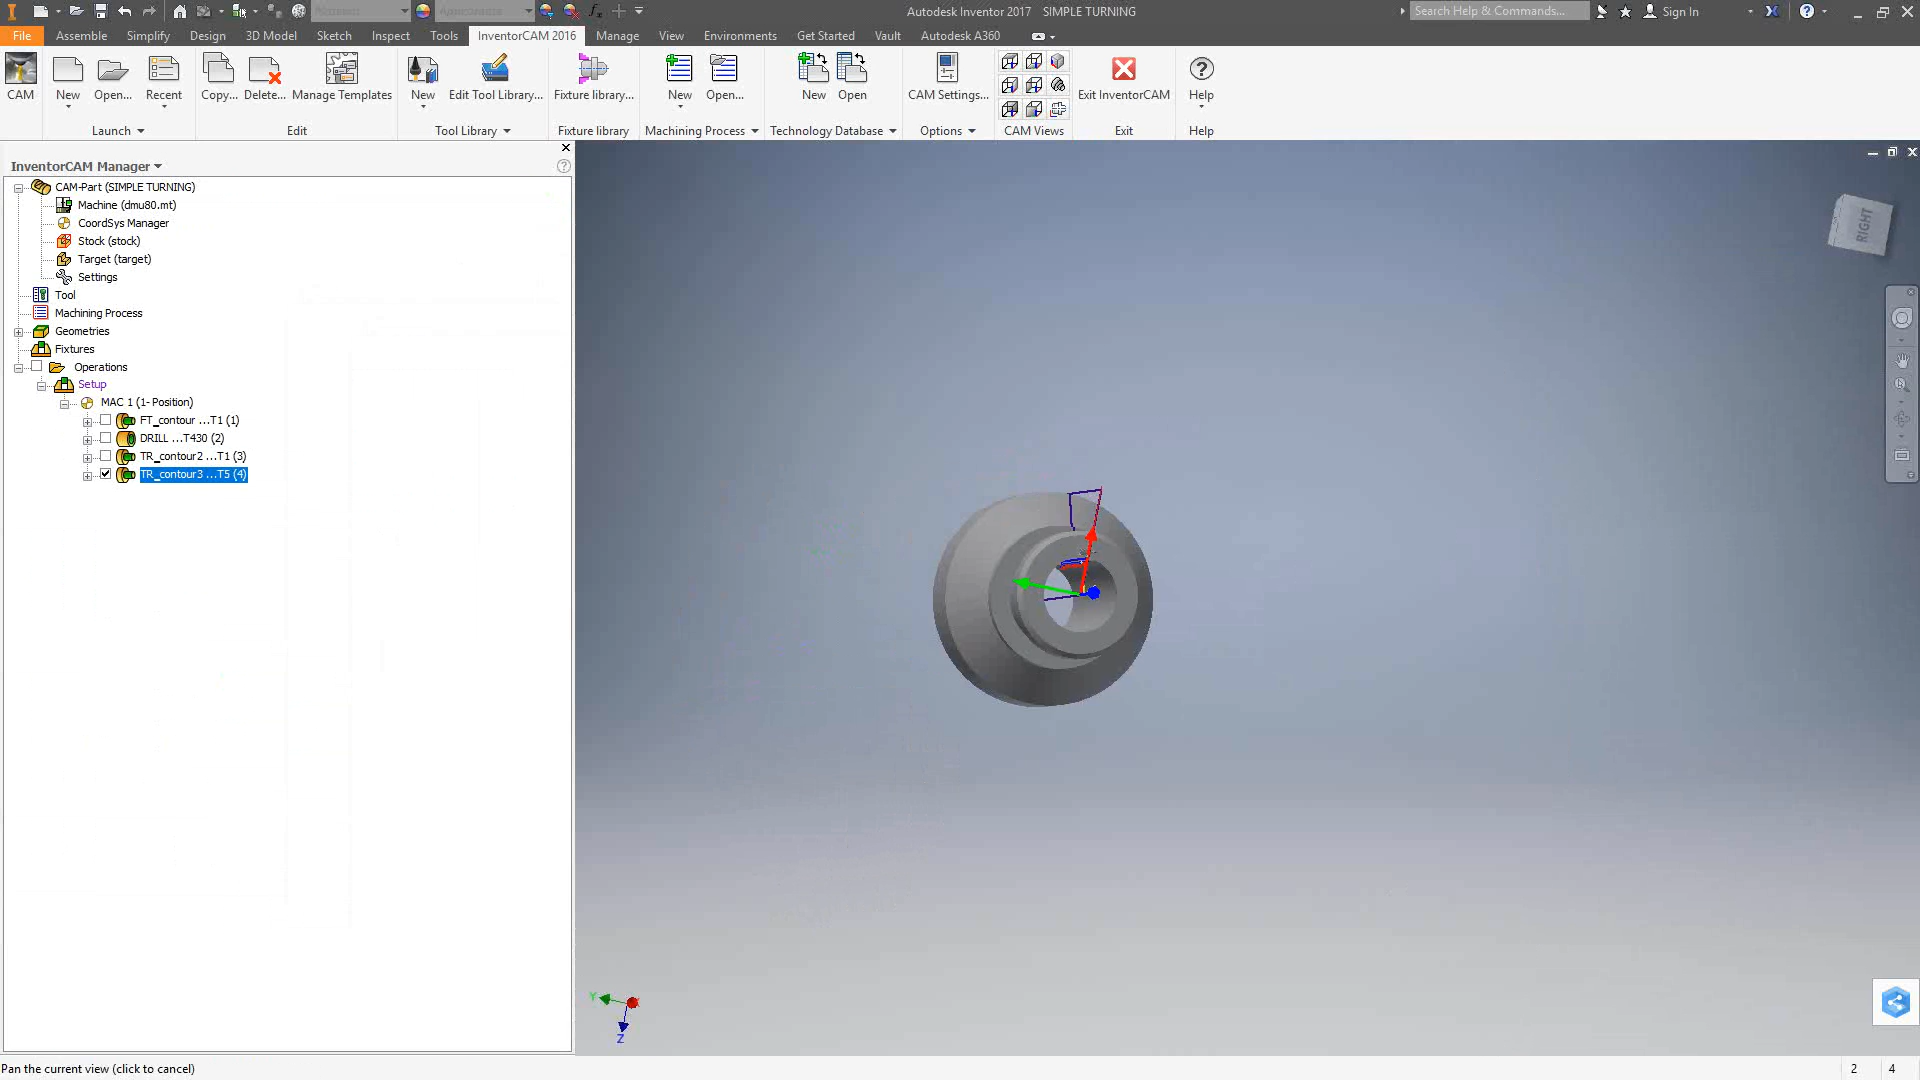 Autodesk Inventor 2017 SIMPLE TURNING
Search Help & Commands...
Sign In
File
Assemble
Simplify
Design
3D Model
Sketch
Inspect
Tools
InventorCAM 2016
Manage
View
Environments
Get Started
Vault
Autodesk A360
CAM
New
Open...
Recent
Copy...
Delete...
Manage Templates
New
Edit Tool Library...
Fixture library...
New
Open...
New
Open
CAM Settings...
Exit InventorCAM
Help
Launch
Edit
Tool Library
Fixture library
Machining Process
Technology Database
Options
CAM Views
Exit
Help
InventorCAM Manager
CAM-Part (SIMPLE TURNING)
Machine (dmu80.mt)
CoordSys Manager
Stock (stock)
Target (target)
Settings
Tool
Machining Process
Geometries
Fixtures
Operations
Setup
MAC 1 (1- Position)
FT_contour ...T1 (1)
DRILL ...T430 (2)
TR_contour2 ...T1 (3)
TR_contour3 ...T5 (4)
RIGHT
Y
Z
Pan the current view (click to cancel)
2
4